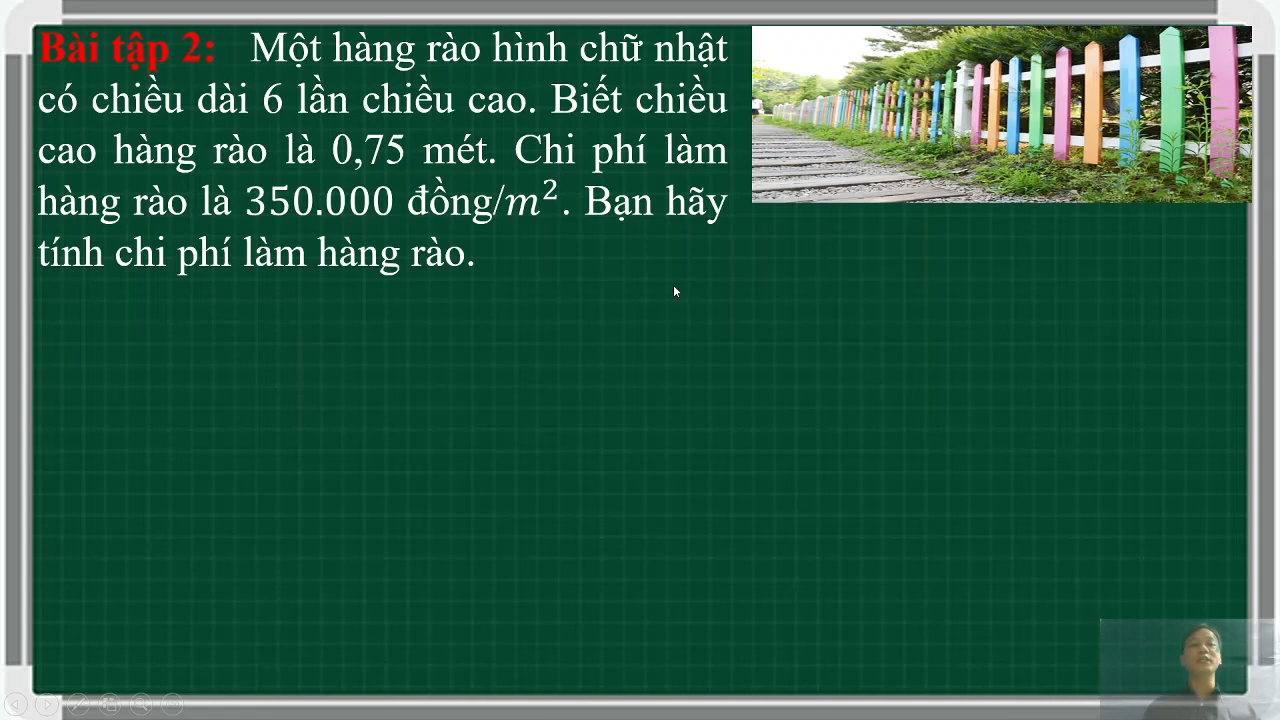 Bài tập 2: Một hàng rào hình chữ nhật
có chiều dài 6 lần chiều cao. Biết chiều
cao hàng rào là 0,75 mét. Chi phí làm
hàng rào là 350.000 đồng/m². Bạn hãy
tính chi phí làm hàng rào.